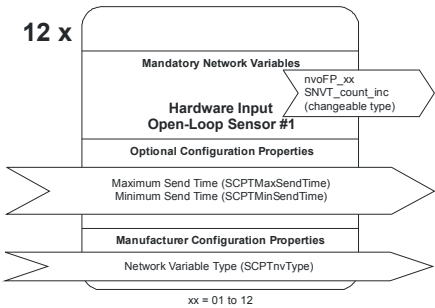 12 x
Mandatory Network Variables
nvoFP_xx
SNVT_count_inc
(changeable type)
Hardware Input
Open-Loop Sensor #1
Optional Configuration Properties
Maximum Send Time (SCPTMaxSendTime)
Minimum Send Time (SCPTMinSendTime)
Manufacturer Configuration Properties
Network Variable Type (SCPTnvType)
xx = 01 to 12